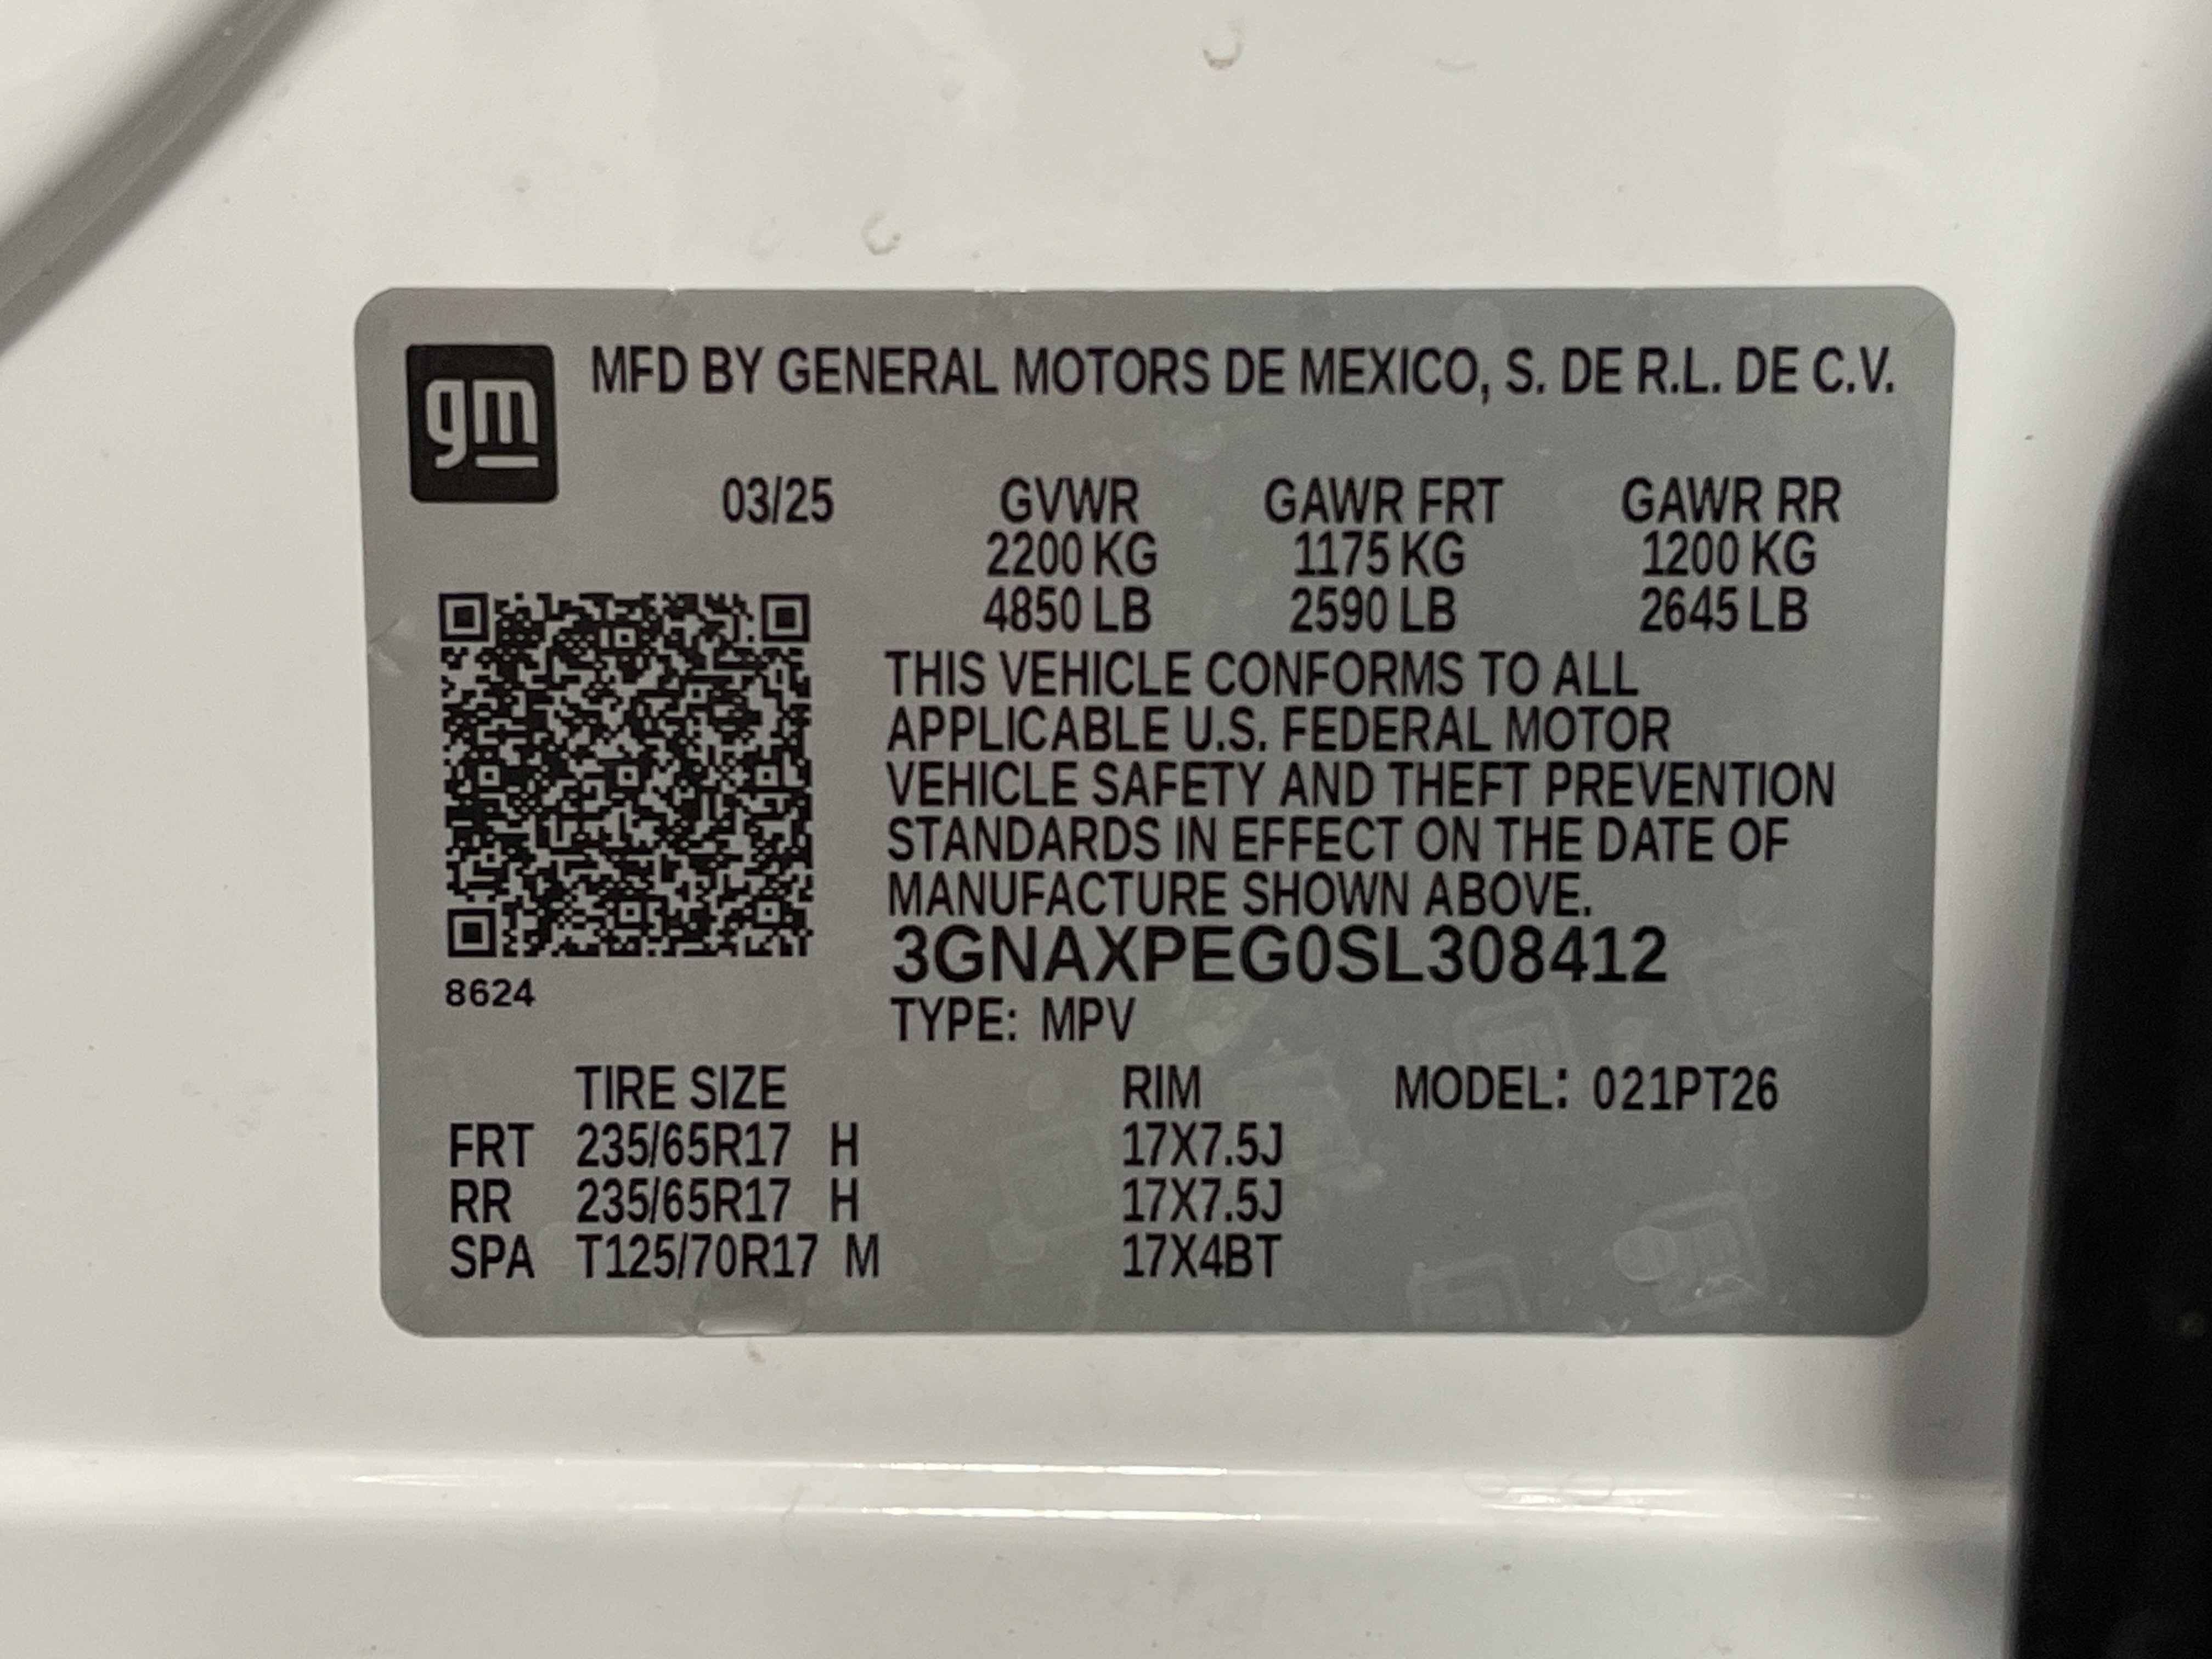 gm MFD BY GENERAL MOTORS DE MEXICO, S. DE R.L. DE C.V.
03/25 GVWR GAWR FRT GAWR RR
2200 KG 1175 KG 1200 KG
4850 LB 2590 LB 2645 LB
THIS VEHICLE CONFORMS TO ALL
APPLICABLE U.S. FEDERAL MOTOR
VEHICLE SAFETY AND THEFT PREVENTION
STANDARDS IN EFFECT ON THE DATE OF
MANUFACTURE SHOWN ABOVE.
3GNAXPEG0SL308412
8624
TYPE: MPV
TIRE SIZE RIM MODEL: 021PT26
FRT 235/65R17 H 17X7.5J
RR 235/65R17 H 17X7.5J
SPA T125/70R17 M 17X4BT